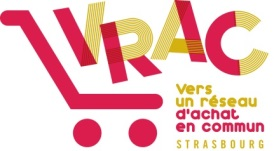 VRAC
Vers
un réseau
d'achat
en commun
STRASBOURG